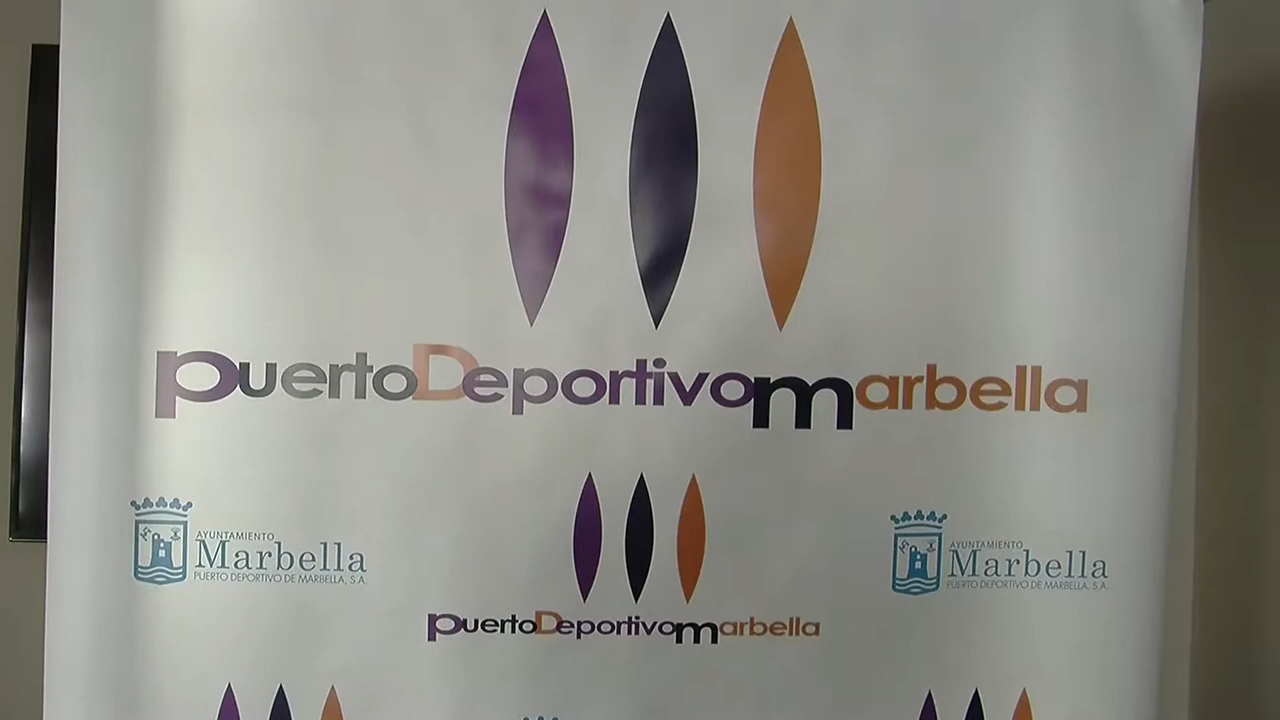 puertoDeportivomarbella
AYUNTAMIENTO
Marbella
PUERTO DEPORTIVO DE MARBELLA, S.A.
puertoDeportivomarbella
AYUNTAMIENTO
Marbella
PUERTO DEPORTIVO DE MARBELLA, S.A.